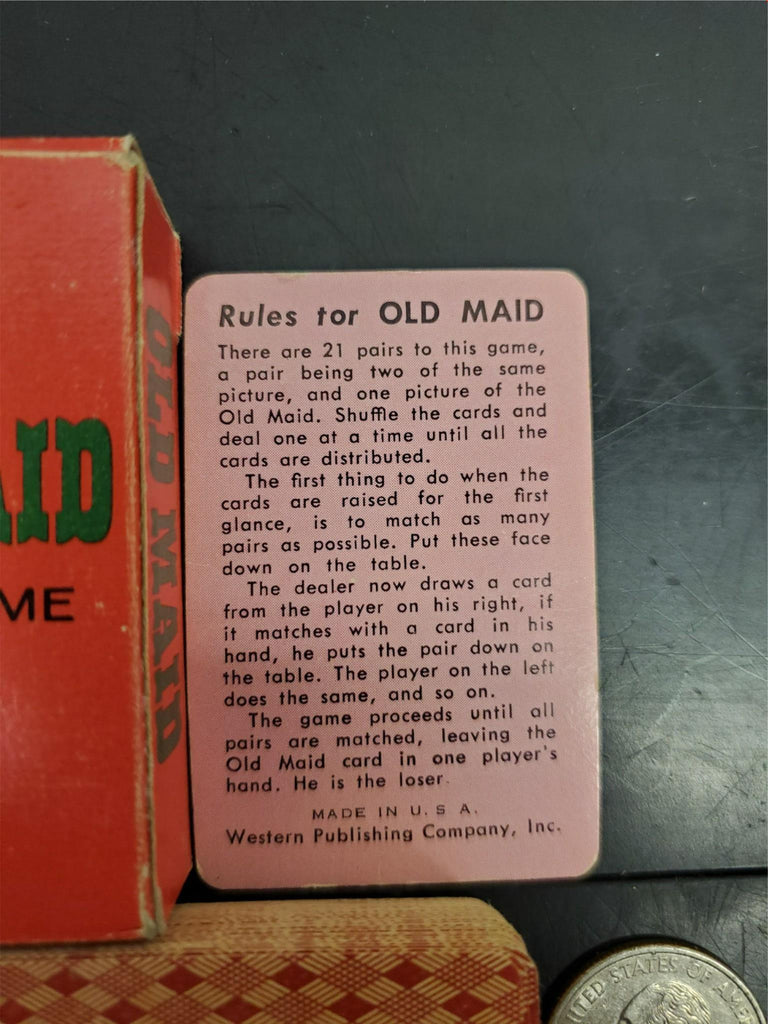 Rules for OLD MAID
There are 21 pairs to this game,
a pair being two of the same
picture, and one picture of the
Old Maid. Shuffle the cards and
deal one at a time until all the
cards are distributed.
The first thing to do when the
cards are raised for the first
glance, is to match as many
pairs as possible. Put these face
down on the table.
The dealer now draws a card
from the player on his right, if
it matches with a card in his
hand, he puts the pair down on
the table. The player on the left
does the same, and so on.
The game proceeds until all
pairs are matched, leaving the
Old Maid card in one player's
hand. He is the loser.
MADE IN U. S A.
Western Publishing Company, Inc.
AID
ME
OLD MAID
ITED STATES OF AM